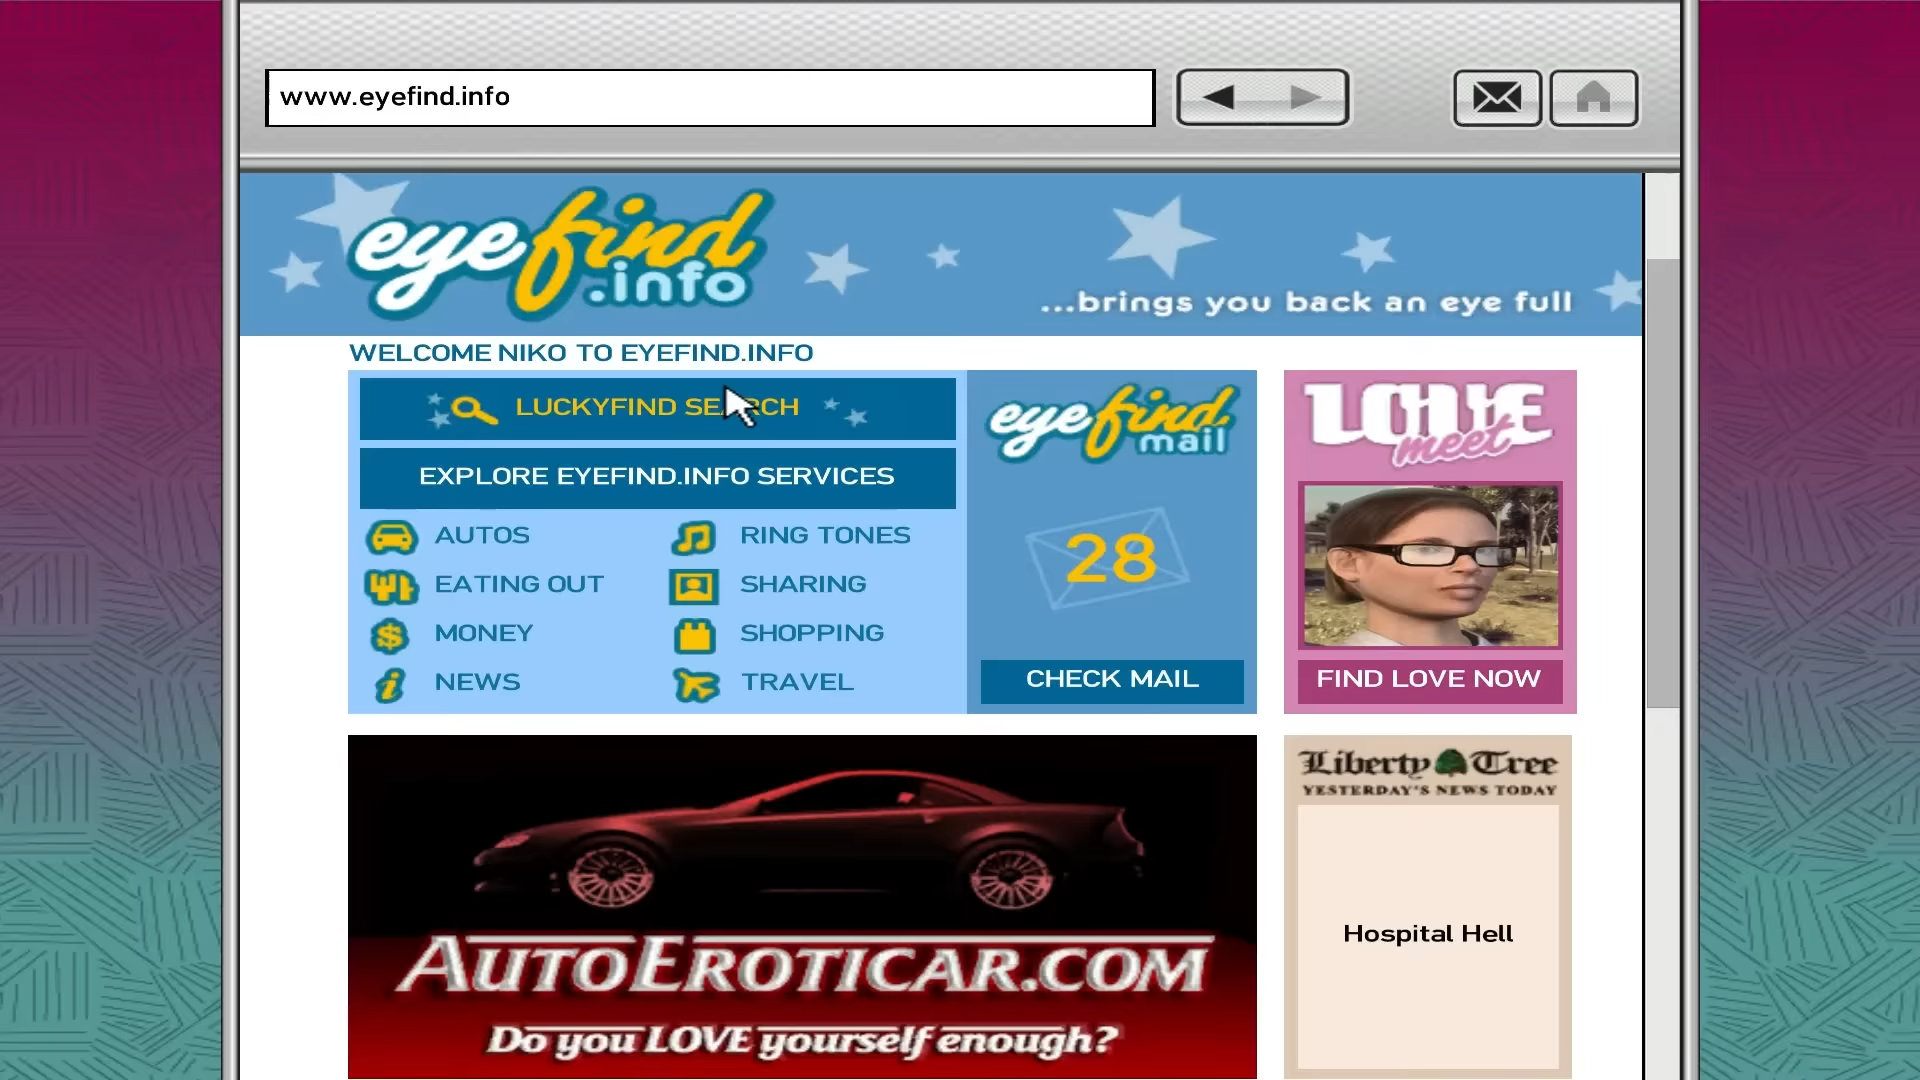 www.eyefind.info
eyefind
.info
...brings you back an eye full
WELCOME NIKO TO EYEFIND.INFO
LUCKYFIND SEARCH
EXPLORE EYEFIND.INFO SERVICES
AUTOS
RING TONES
EATING OUT
SHARING
MONEY
SHOPPING
NEWS
TRAVEL
eyefind
mail
28
CHECK MAIL
LOVE
meet
FIND LOVE NOW
AUTOEROTICAR.COM
Do you LOVE yourself enough?
Liberty Tree
YESTERDAY'S NEWS TODAY
Hospital Hell